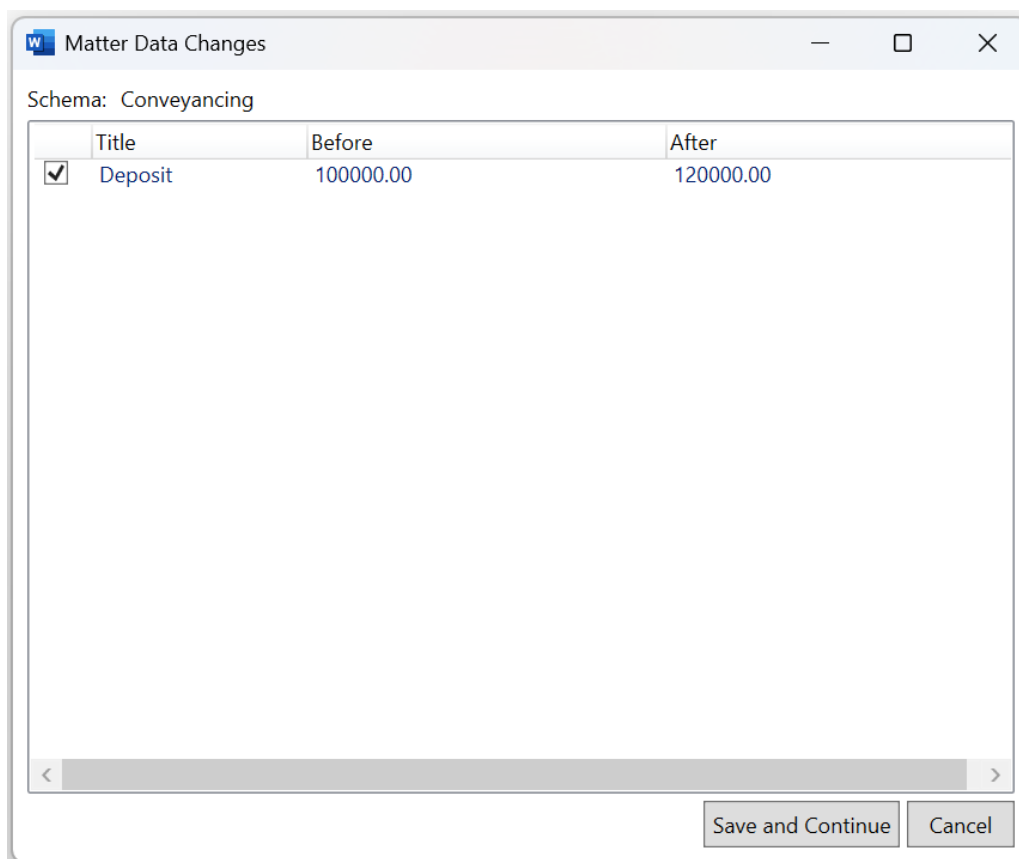 Matter Data Changes
Schema: Conveyancing
Title Before After
Deposit 100000.00 120000.00
Save and Continue Cancel